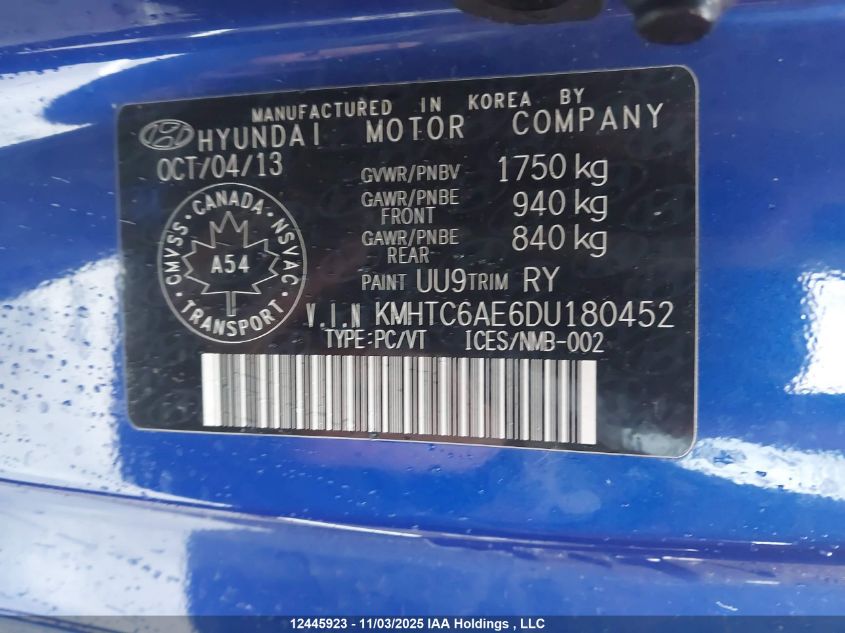 MANUFACTURED IN KOREA BY
HYUNDAI MOTOR COMPANY
OCT/04/13
GVWR/PNBV 1750 kg
GAWR/PNBE FRONT 940 kg
GAWR/PNBE REAR 840 kg
CANADA
CMVSS NSVAC
A54
TRANSPORT
PAINT UU9 TRIM RY
V.I.N KMHTC6AE6DU180452
TYPE:PC/VT ICES/NMB-002
12445923 - 11/03/2025 IAA Holdings , LLC